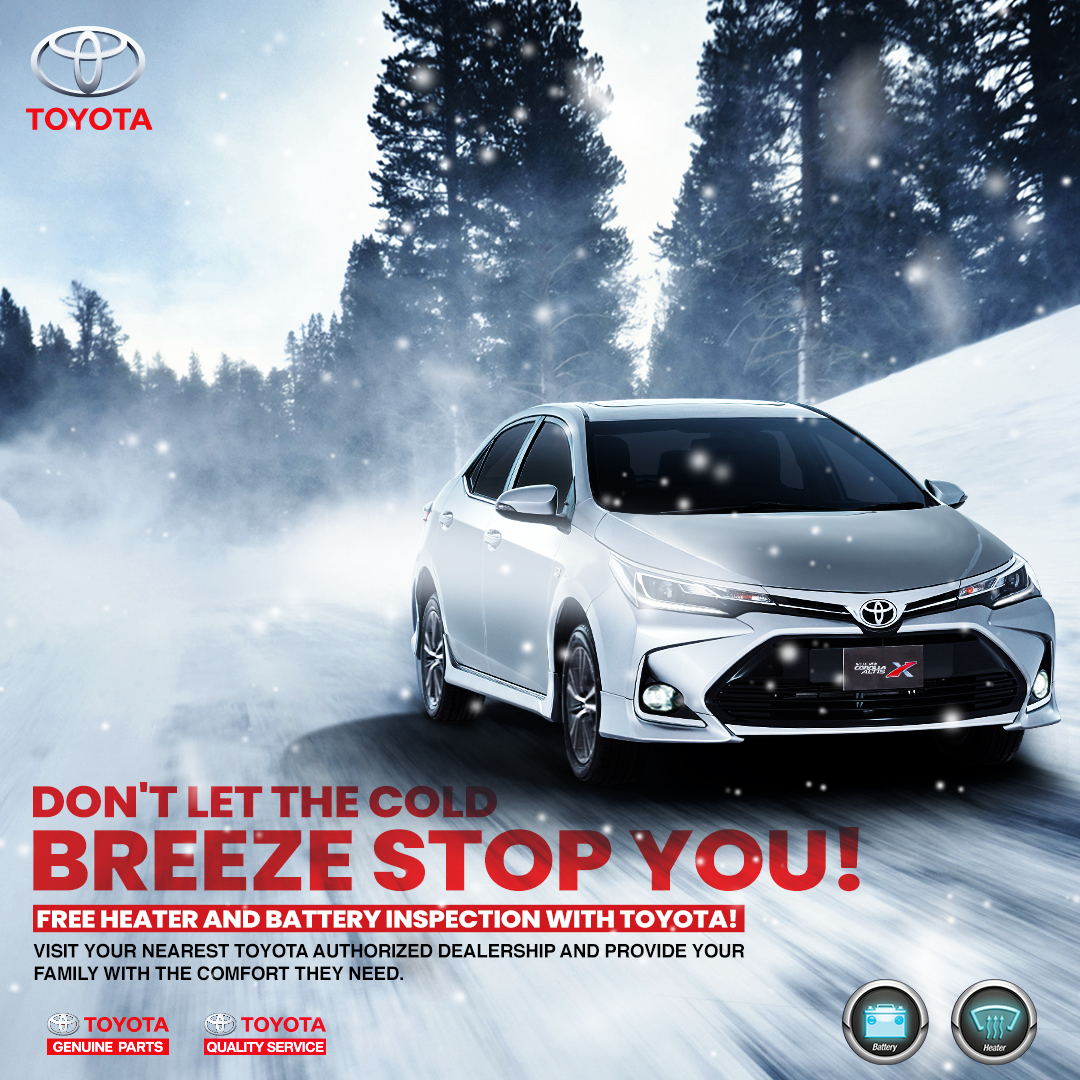 TOYOTA
COROLLA
ALTIS X
DON'T LET THE COLD
BREEZE STOP YOU!
FREE HEATER AND BATTERY INSPECTION WITH TOYOTA!
VISIT YOUR NEAREST TOYOTA AUTHORIZED DEALERSHIP AND PROVIDE YOUR
FAMILY WITH THE COMFORT THEY NEED.
TOYOTA
GENUINE PARTS
TOYOTA
QUALITY SERVICE
Battery
Heater